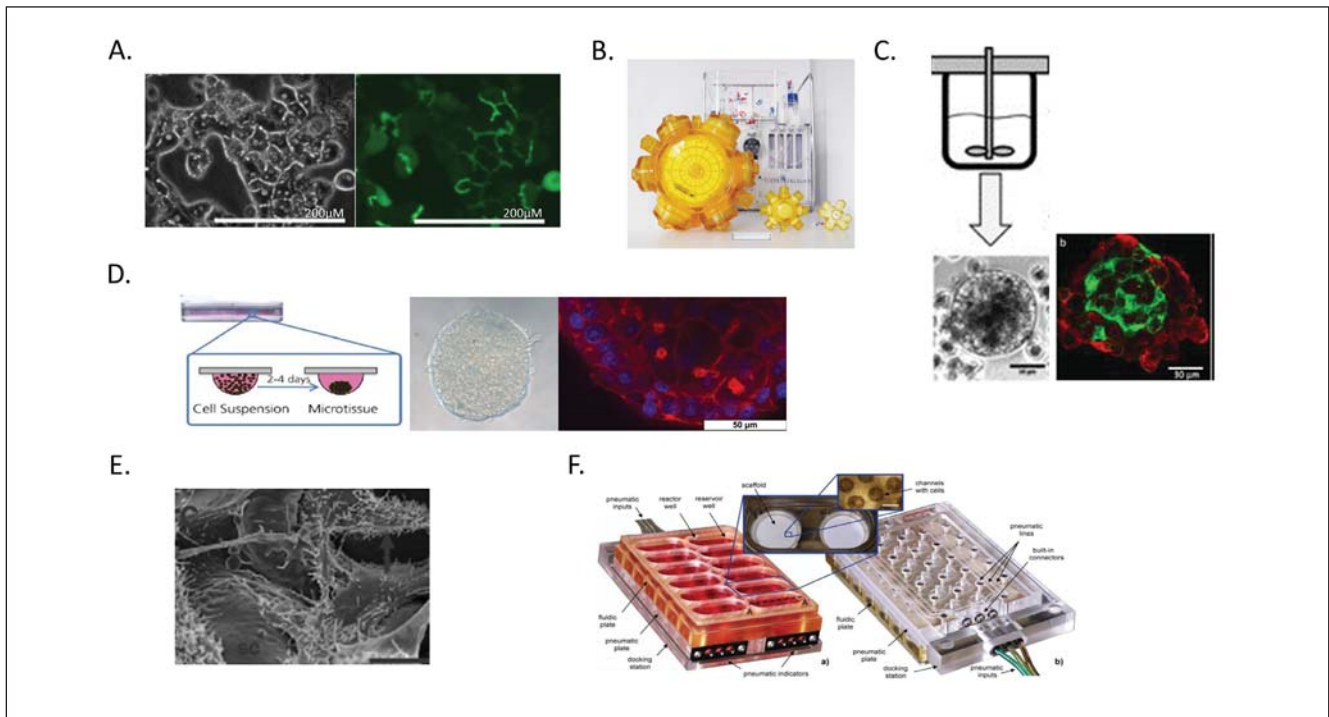 A.
200µM
200µM
B.
C.
b
30 µm
D.
2-4 days
Cell Suspension
Microtissue
50 µm
E.
SC
F.
pneumatic
inputs
reactor
well
reservoir
well
scaffold
channels
with cells
pneumatic
lines
built-in
connectors
fluidic
plate
pneumatic
plate
docking
station
pneumatic indicators
a)
fluidic
plate
pneumatic
plate
docking
station
pneumatic
inputs
b)